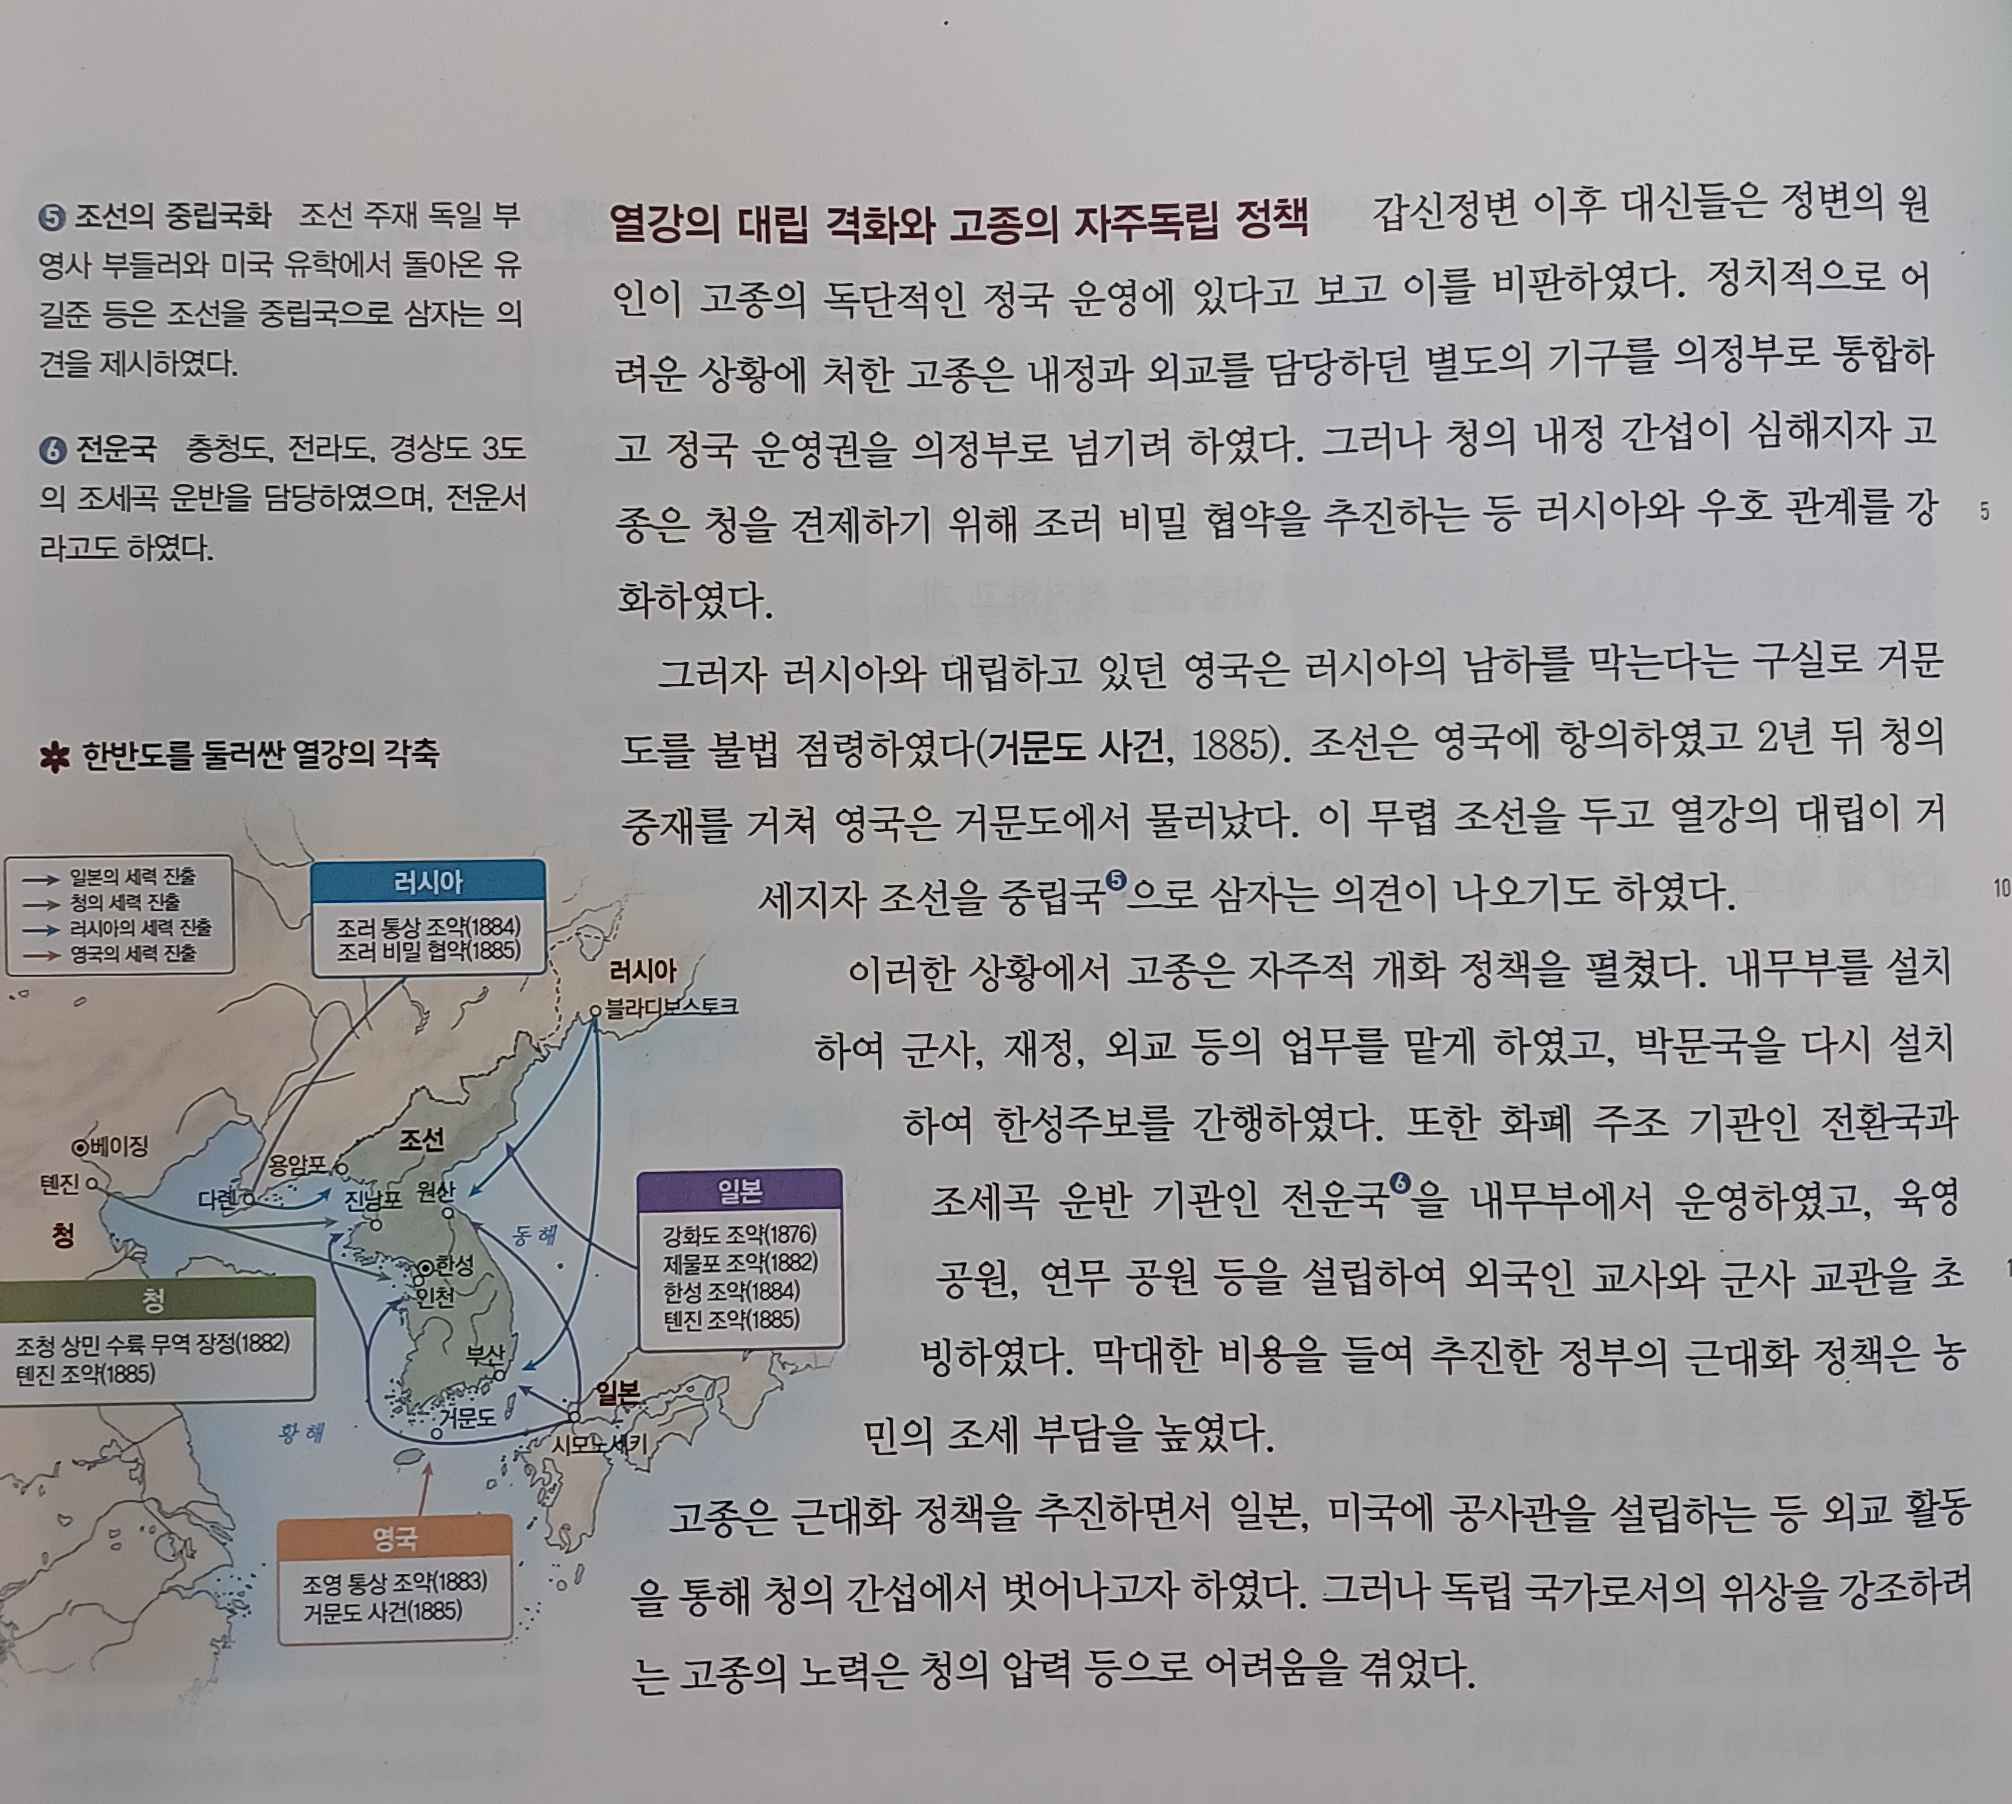 ❺ 조선의 중립국화 조선 주재 독일 부
영사 부들러와 미국 유학에서 돌아온 유
길준 등은 조선을 중립국으로 삼자는 의
견을 제시하였다.
❻ 전운국 충청도, 전라도, 경상도 3도
의 조세곡 운반을 담당하였으며, 전운서
라고도 하였다.
한반도를 둘러싼 열강의 각축
일본의 세력 진출
청의 세력 진출
러시아의 세력 진출
영국의 세력 진출
러시아
조러 통상 조약(1884)
조러 비밀 협약(1885)
러시아
블라디보스토크
베이징
톈진
청
다롄
용암포
조선
진남포
원산
동해
한성
인천
부산
거문도
황해
일본
시모노세키
일본
강화도 조약(1876)
제물포 조약(1882)
한성 조약(1884)
톈진 조약(1885)
청
조청 상민 수륙 무역 장정(1882)
톈진 조약(1885)
영국
조영 통상 조약(1883)
거문도 사건(1885)
열강의 대립 격화와 고종의 자주독립 정책 갑신정변 이후 대신들은 정변의 원
인이 고종의 독단적인 정국 운영에 있다고 보고 이를 비판하였다. 정치적으로 어
려운 상황에 처한 고종은 내정과 외교를 담당하던 별도의 기구를 의정부로 통합하
고 정국 운영권을 의정부로 넘기려 하였다. 그러나 청의 내정 간섭이 심해지자 고
종은 청을 견제하기 위해 조러 비밀 협약을 추진하는 등 러시아와 우호 관계를 강 5
화하였다.
그러자 러시아와 대립하고 있던 영국은 러시아의 남하를 막는다는 구실로 거문
도를 불법 점령하였다(거문도 사건, 1885). 조선은 영국에 항의하였고 2년 뒤 청의
중재를 거쳐 영국은 거문도에서 물러났다. 이 무렵 조선을 두고 열강의 대립이 거
세지자 조선을 중립국❺으로 삼자는 의견이 나오기도 하였다. 10
이러한 상황에서 고종은 자주적 개화 정책을 펼쳤다. 내무부를 설치
하여 군사, 재정, 외교 등의 업무를 맡게 하였고, 박문국을 다시 설치
하여 한성주보를 간행하였다. 또한 화폐 주조 기관인 전환국과
조세곡 운반 기관인 전운국❻을 내무부에서 운영하였고, 육영
공원, 연무 공원 등을 설립하여 외국인 교사와 군사 교관을 초
빙하였다. 막대한 비용을 들여 추진한 정부의 근대화 정책은 농
민의 조세 부담을 높였다.
고종은 근대화 정책을 추진하면서 일본, 미국에 공사관을 설립하는 등 외교 활동
을 통해 청의 간섭에서 벗어나고자 하였다. 그러나 독립 국가로서의 위상을 강조하려
는 고종의 노력은 청의 압력 등으로 어려움을 겪었다.